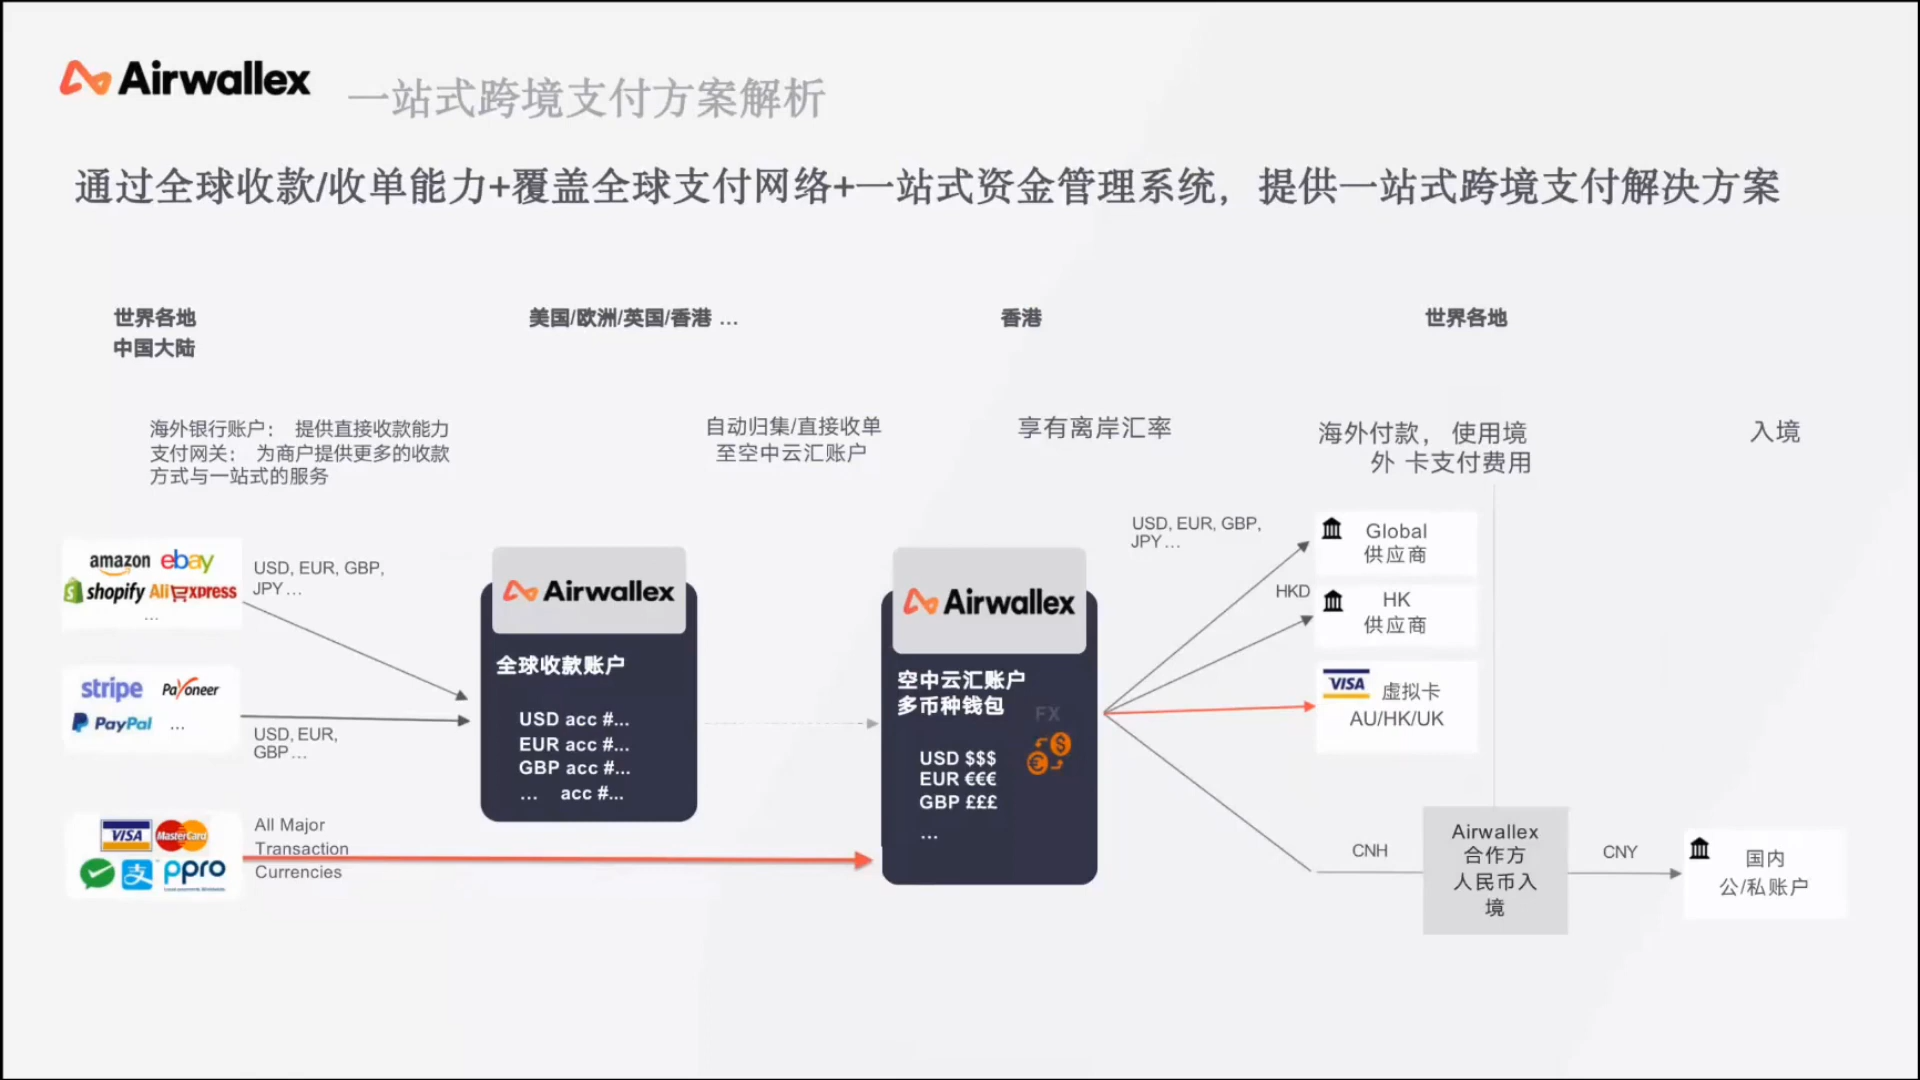 Airwallex
一站式跨境支付方案解析
通过全球收款/收单能力+覆盖全球支付网络+一站式资金管理系统，提供一站式跨境支付解决方案
世界各地
中国大陆
美国/欧洲/英国/香港 ...
香港
世界各地
海外银行账户： 提供直接收款能力
支付网关： 为商户提供更多的收款
方式与一站式的服务
自动归集/直接收单
至空中云汇账户
享有离岸汇率
海外付款， 使用境
外 卡支付费用
入境
amazon ebay
shopify AliExpress
...
USD, EUR, GBP,
JPY ...
stripe Payoneer
PayPal ...
USD, EUR,
GBP ...
VISA MasterCard
支 ppro
All Major
Transaction
Currencies
Airwallex
全球收款账户
USD acc #...
EUR acc #...
GBP acc #...
... acc #...
Airwallex
空中云汇账户
多币种钱包
FX
USD $$$
EUR €€€
GBP £££
...
USD, EUR, GBP,
JPY ...
HKD
Global
供应商
HK
供应商
VISA 虚拟卡
AU/HK/UK
CNH
Airwallex
合作方
人民币入
境
CNY
国内
公/私账户